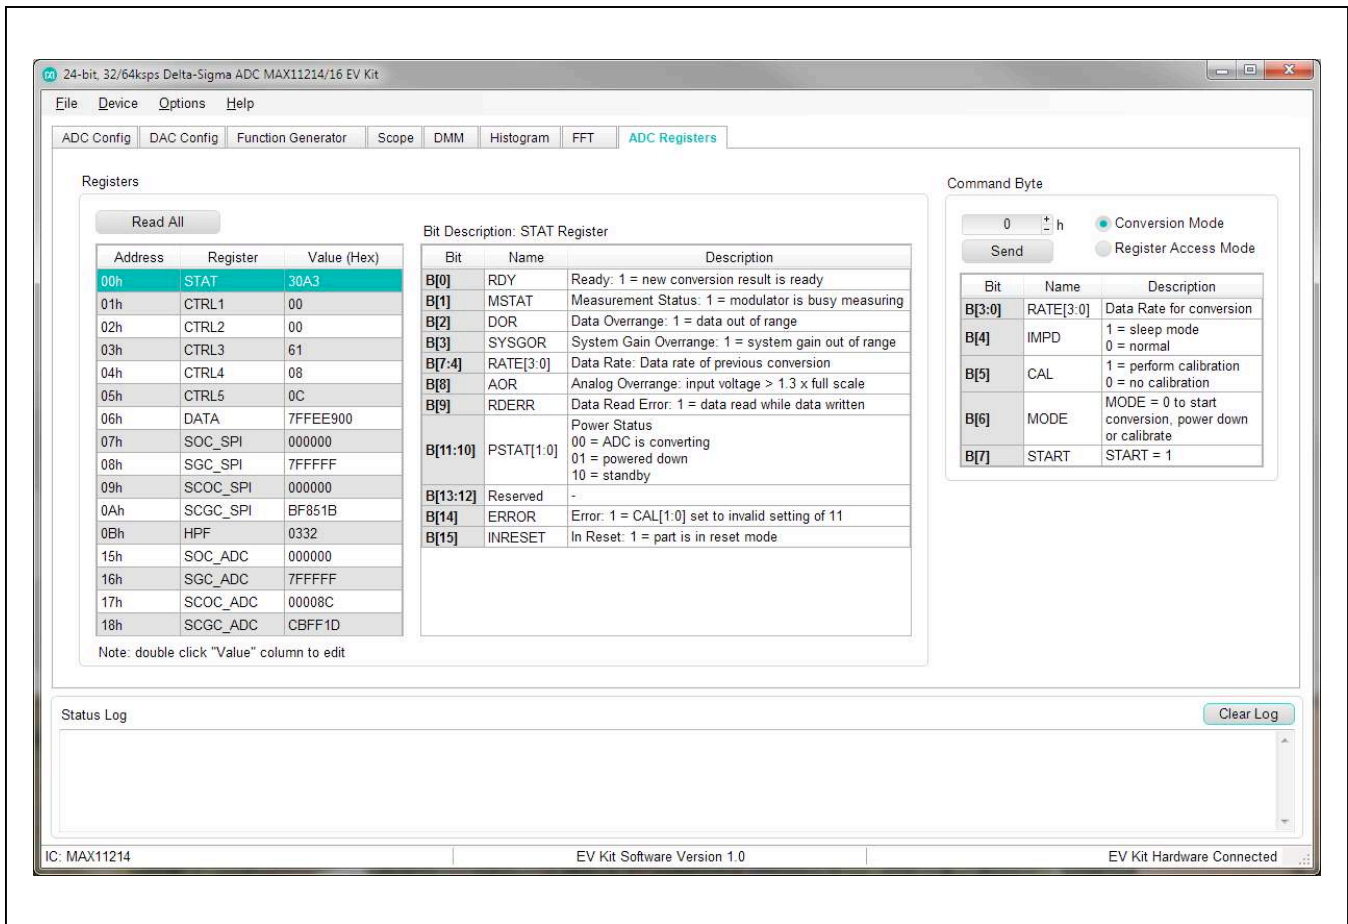 24-bit, 32/64ksps Delta-Sigma ADC MAX11214/16 EV Kit
File Device Options Help
ADC Config DAC Config Function Generator Scope DMM Histogram FFT ADC Registers
Registers
Read All
Address Register Value (Hex)
00h STAT 30A3
01h CTRL1 00
02h CTRL2 00
03h CTRL3 61
04h CTRL4 08
05h CTRL5 0C
06h DATA 7FFEE900
07h SOC_SPI 000000
08h SGC_SPI 7FFFFF
09h SCOC_SPI 000000
0Ah SCGC_SPI BF851B
0Bh HPF 0332
15h SOC_ADC 000000
16h SGC_ADC 7FFFFF
17h SCOC_ADC 00008C
18h SCGC_ADC CBFF1D
Note: double click "Value" column to edit
Bit Description: STAT Register
Bit Name Description
B[0] RDY Ready: 1 = new conversion result is ready
B[1] MSTAT Measurement Status: 1 = modulator is busy measuring
B[2] DOR Data Overrange: 1 = data out of range
B[3] SYSGOR System Gain Overrange: 1 = system gain out of range
B[7:4] RATE[3:0] Data Rate: Data rate of previous conversion
B[8] AOR Analog Overrange: input voltage > 1.3 x full scale
B[9] RDERR Data Read Error: 1 = data read while data written
B[11:10] PSTAT[1:0] Power Status
00 = ADC is converting
01 = powered down
10 = standby
B[13:12] Reserved -
B[14] ERROR Error: 1 = CAL[1:0] set to invalid setting of 11
B[15] INRESET In Reset: 1 = part is in reset mode
Command Byte
0 h Conversion Mode
Send Register Access Mode
Bit Name Description
B[3:0] RATE[3:0] Data Rate for conversion
B[4] IMPD 1 = sleep mode
0 = normal
B[5] CAL 1 = perform calibration
0 = no calibration
B[6] MODE MODE = 0 to start
conversion, power down
or calibrate
B[7] START START = 1
Status Log
Clear Log
IC: MAX11214 EV Kit Software Version 1.0 EV Kit Hardware Connected